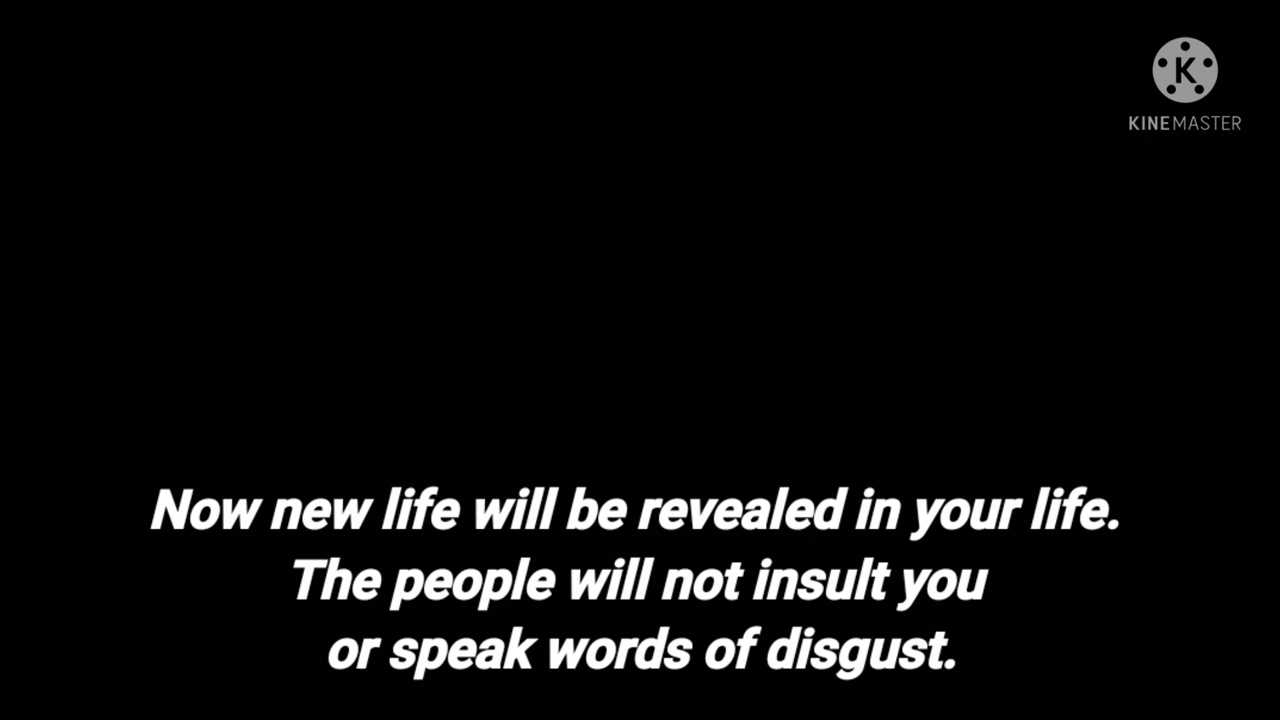 K
KINEMASTER
Now new life will be revealed in your life.
The people will not insult you
or speak words of disgust.